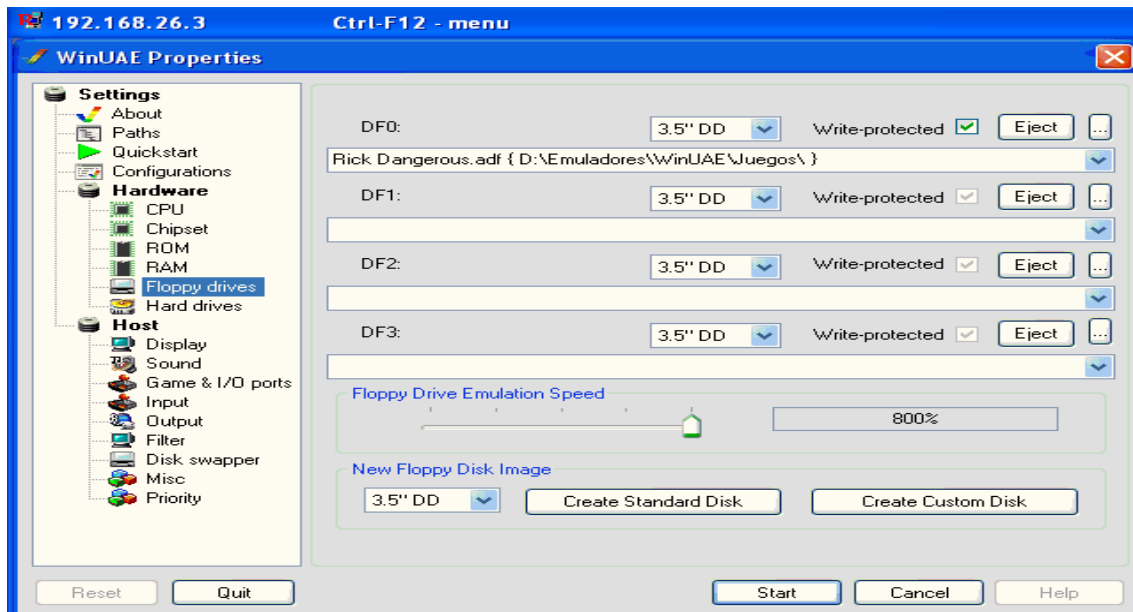 192.168.26.3 Ctrl-F12 - menu
WinUAE Properties
Settings
About
Paths
Quickstart
Configurations
Hardware
CPU
Chipset
ROM
RAM
Floppy drives
Hard drives
Host
Display
Sound
Game & I/O ports
Input
Output
Filter
Disk swapper
Misc
Priority
DF0: 3.5'' DD Write-protected Eject ...
Rick Dangerous.adf { D:\Emuladores\WinUAE\Juegos\ }
DF1: 3.5'' DD Write-protected Eject ...
DF2: 3.5'' DD Write-protected Eject ...
DF3: 3.5'' DD Write-protected Eject ...
Floppy Drive Emulation Speed
800%
New Floppy Disk Image
3.5'' DD Create Standard Disk Create Custom Disk
Reset Quit Start Cancel Help